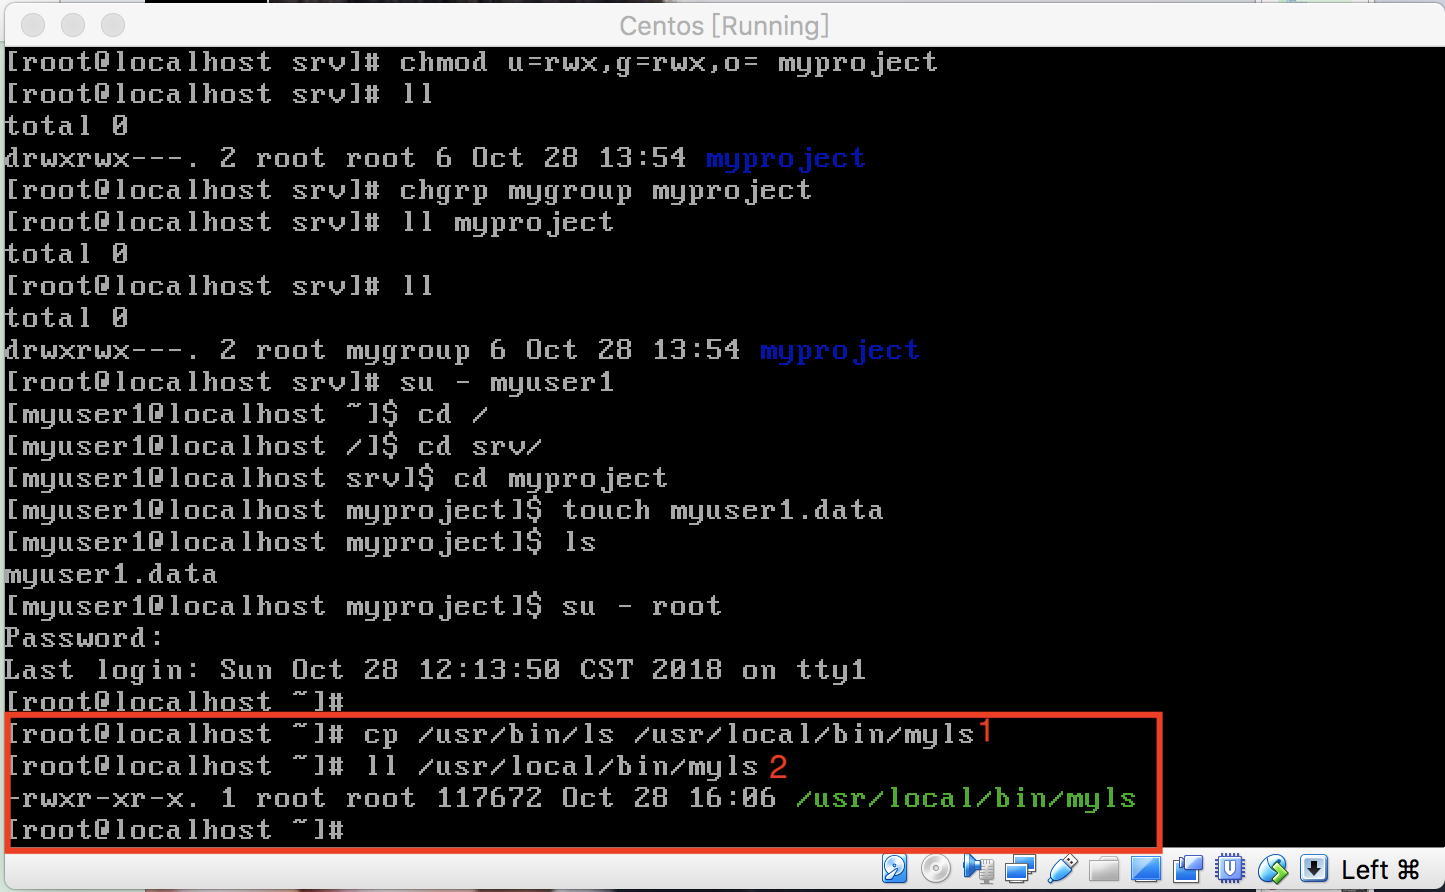 Centos [Running]
[root@localhost srv]# chmod u=rwx,g=rwx,o= myproject
[root@localhost srv]# ll
total 0
drwxrwx---. 2 root root 6 Oct 28 13:54 myproject
[root@localhost srv]# chgrp mygroup myproject
[root@localhost srv]# ll myproject
total 0
[root@localhost srv]# ll
total 0
drwxrwx---. 2 root mygroup 6 Oct 28 13:54 myproject
[root@localhost srv]# su - myuser1
[myuser1@localhost ~]$ cd /
[myuser1@localhost /]$ cd srv/
[myuser1@localhost srv]$ cd myproject
[myuser1@localhost myproject]$ touch myuser1.data
[myuser1@localhost myproject]$ ls
myuser1.data
[myuser1@localhost myproject]$ su - root
Password:
Last login: Sun Oct 28 12:13:50 CST 2018 on tty1
[root@localhost ~]#
[root@localhost ~]# cp /usr/bin/ls /usr/local/bin/myls 1
[root@localhost ~]# ll /usr/local/bin/myls 2
-rwxr-xr-x. 1 root root 117672 Oct 28 16:06 /usr/local/bin/myls
[root@localhost ~]#
Left ⌘